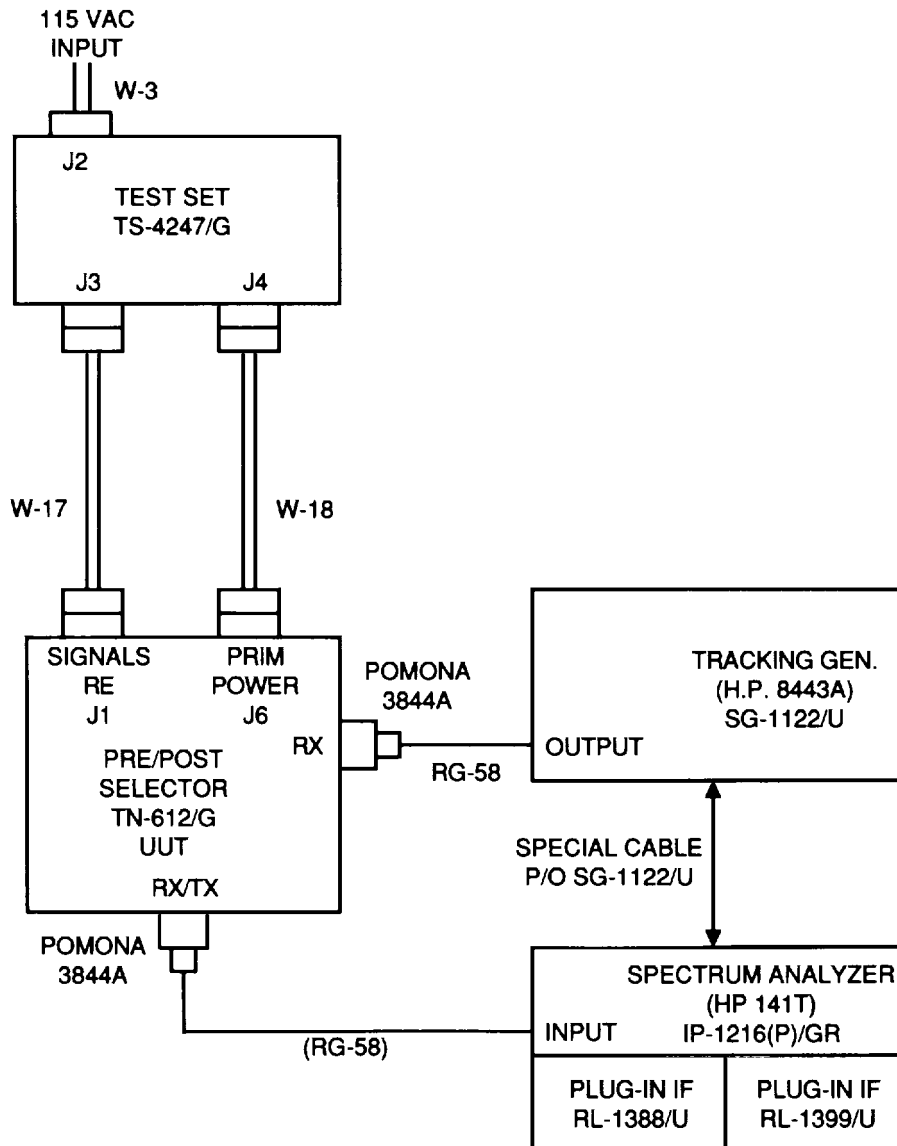 115 VAC
INPUT
W-3
J2
TEST SET
TS-4247/G
J3
J4
W-17
W-18
SIGNALS
RE
J1
PRIM
POWER
J6
RX
PRE/POST
SELECTOR
TN-612/G
UUT
RX/TX
POMONA
3844A
RG-58
TRACKING GEN.
(H.P. 8443A)
SG-1122/U
OUTPUT
SPECIAL CABLE
P/O SG-1122/U
POMONA
3844A
(RG-58)
SPECTRUM ANALYZER
(HP 141T)
INPUT
IP-1216(P)/GR
PLUG-IN IF
RL-1388/U
PLUG-IN IF
RL-1399/U